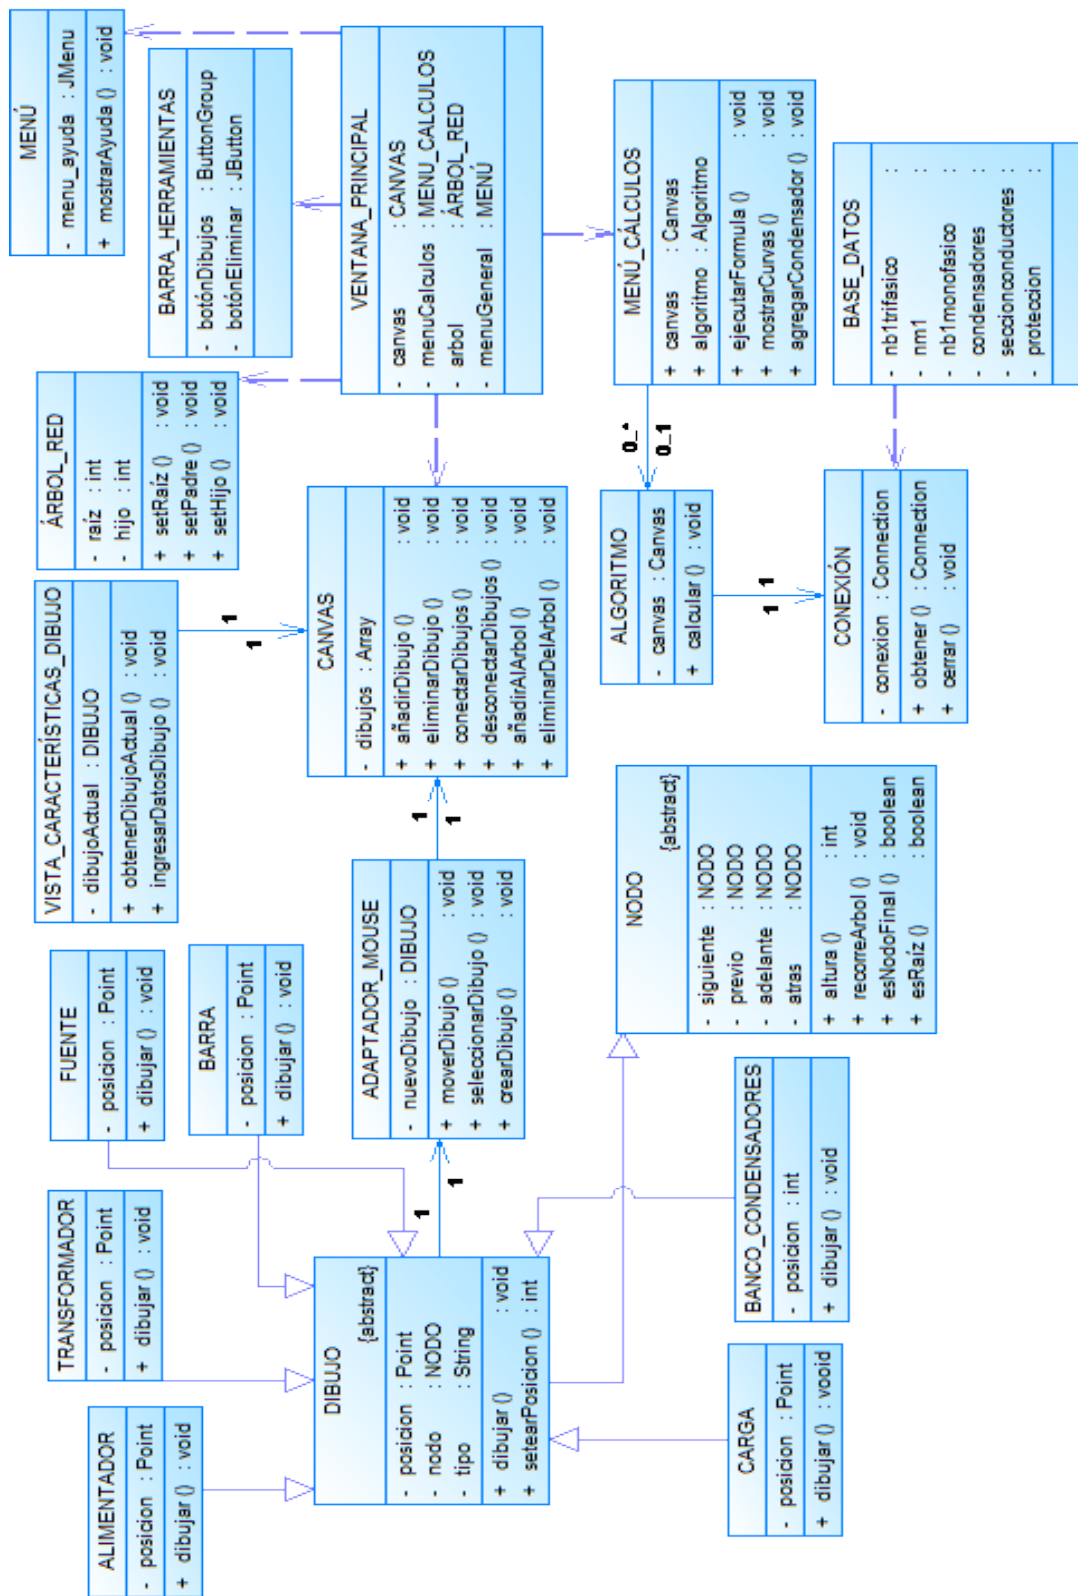 ALIMENTADOR
- posicion : Point
+ dibujar () : void
TRANSFORMADOR
- posicion : Point
+ dibujar () : void
FUENTE
- posicion : Point
+ dibujar () : void
BARRA
- posicion : Point
+ dibujar () : void
VISTA_CARACTERÍSTICAS_DIBUJO
- dibujoActual : DIBUJO
+ obtenerDibujoActual () : void
+ ingresarDatosDibujo () : void
ÁRBOL_RED
- raíz : int
- hijo : int
+ setRaíz () : void
+ setPadre () : void
+ setHijo () : void
BARRA_HERRAMIENTAS
- botónDibujos : ButtonGroup
- botónEliminar : JButton
MENÚ
- menu_ayuda : JMenu
+ mostrarAyuda () : void
DIBUJO
{abstract}
- posicion : Point
- nodo : NODO
- tipo : String
+ dibujar () : void
+ setearPosicion () : int
1
1
ADAPTADOR_MOUSE
- nuevoDibujo : DIBUJO
+ moverDibujo () : void
+ seleccionarDibujo () : void
+ crearDibujo () : void
1
1
CANVAS
- dibujos : Array
+ añadirDibujo () : void
+ eliminarDibujo () : void
+ conectarDibujos () : void
+ desconectarDibujos () : void
+ añadirAlArbol () : void
+ eliminarDelArbol () : void
1
1
VENTANA_PRINCIPAL
- canvas : CANVAS
- menuCalculos : MENU_CALCULOS
- arbol : ÁRBOL_RED
- menuGeneral : MENÚ
CARGA
- posicion : Point
+ dibujar () : vooid
BANCO_CONDENSADORES
- posicion : int
+ dibujar () : void
NODO
{abstract}
- siguiente : NODO
- previo : NODO
- adelante : NODO
- atras : NODO
+ altura () : int
+ recorreArbol () : void
+ esNodoFinal () : boolean
+ esRaíz () : boolean
ALGORITMO
- canvas : Canvas
+ calcular () : void
0_*
0_1
MENÚ_CÁLCULOS
+ canvas : Canvas
+ algoritmo : Algoritmo
+ ejecutarFormula () : void
+ mostrarCurvas () : void
+ agregarCondensador () : void
1
1
CONEXIÓN
- conexion : Connection
+ obtener () : Connection
+ cerrar () : void
BASE_DATOS
- nb1trifasico :
- nm1 :
- nb1monofasico :
- condensadores :
- seccionconductores :
- proteccion :